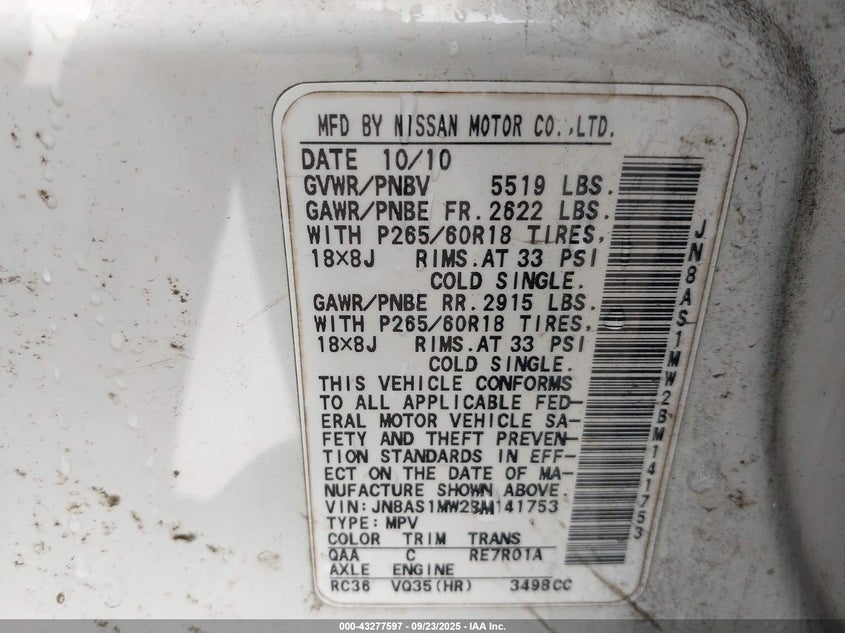 MFD BY NISSAN MOTOR CO.,LTD.
DATE 10/10
GVWR/PNBV 5519 LBS.
GAWR/PNBE FR. 2622 LBS.
WITH P265/60R18 TIRES,
18×8J RIMS.AT 33 PSI
COLD SINGLE.
GAWR/PNBE RR. 2915 LBS.
WITH P265/60R18 TIRES,
18×8J RIMS.AT 33 PSI
COLD SINGLE.
THIS VEHICLE CONFORMS
TO ALL APPLICABLE FED-
ERAL MOTOR VEHICLE SA-
FETY AND THEFT PREVEN-
TION STANDARDS IN EFF-
ECT ON THE DATE OF MA-
NUFACTURE SHOWN ABOVE.
VIN: JN8AS1MW2BM141753
TYPE: MPV
COLOR TRIM TRANS
QAA C RE7R01A
AXLE ENGINE
RC36 VQ35(HR) 3498CC
JN8AS1MW2BM141753
000-43277597 - 09/23/2025 - IAA Inc.